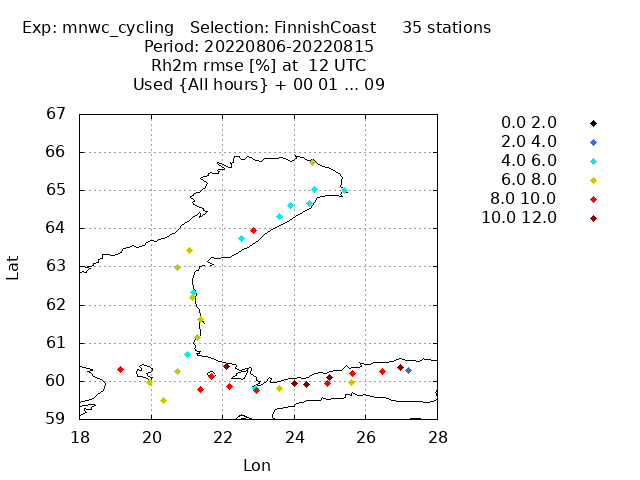 Exp: mnwc_cycling   Selection: FinnishCoast     35 stations
Period: 20220806-20220815
Rh2m rmse [%] at  12 UTC
Used {All hours} + 00 01 ... 09
67
66
65
64
63
62
61
60
59
Lat
18 20 22 24 26 28
Lon
0.0 2.0
2.0 4.0
4.0 6.0
6.0 8.0
8.0 10.0
10.0 12.0